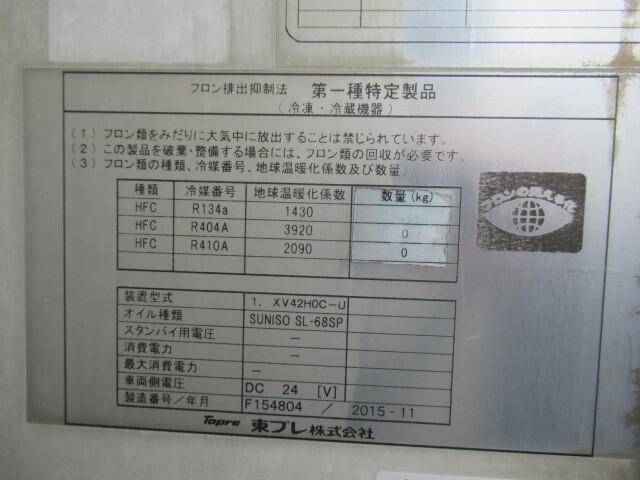 フロン排出抑制法 第一種特定製品
(冷凍・冷蔵機器)
(1) フロン類をみだりに大気中に放出することは禁じられています。
(2) この製品を破棄・整備する場合には、フロン類の回収が必要です。
(3) フロン類の種類、冷媒番号、地球温暖化係数及び数量
種類 冷媒番号 地球温暖化係数 数量(kg)
HFC R134a 1430
HFC R404A 3920 0
HFC R410A 2090 0
装置型式 1. XV42H0C-U
オイル種類 SUNISO SL-68SP
スタンバイ用電圧 −
消費電力 −
最大消費電力 −
車両側電圧 DC 24 [V]
製造番号/年月 F154804 / 2015-11
Topre 東プレ株式会社